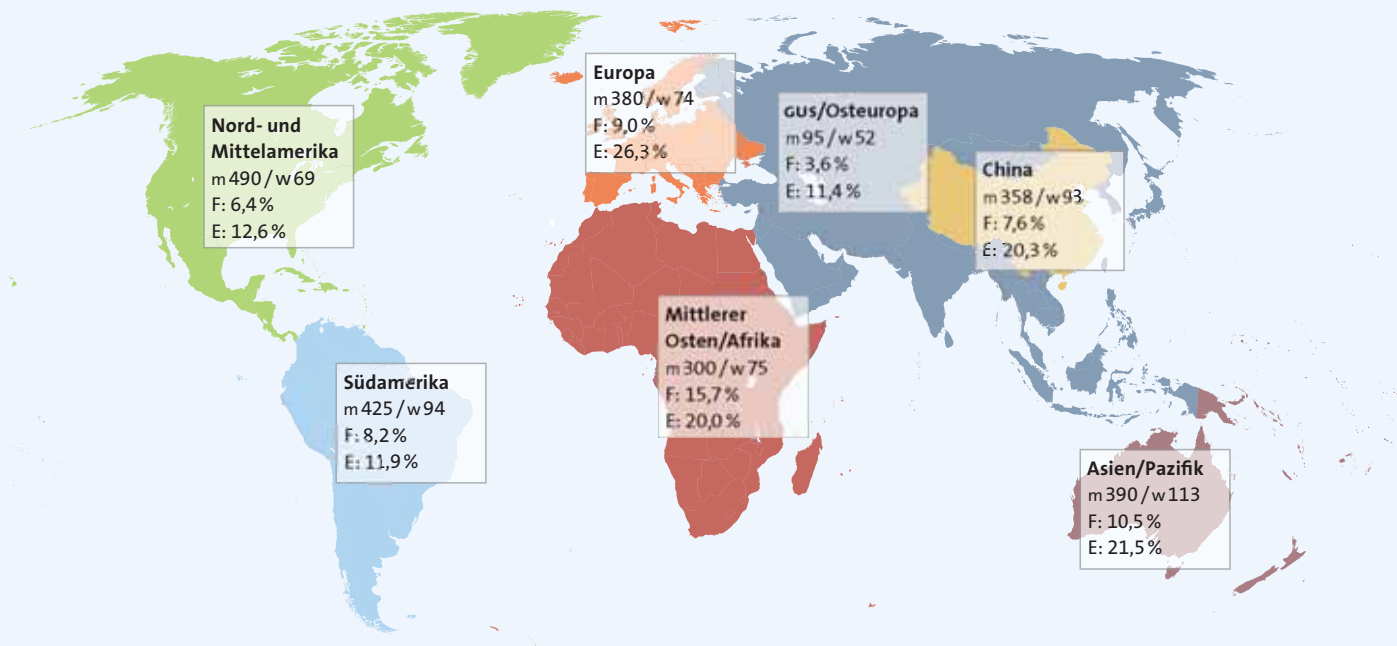 Nord- und
Mittelamerika
m 490 / w 69
F: 6,4 %
E: 12,6 %
Europa
m 380 / w 74
F: 9,0 %
E: 26,3 %
GUS/Osteuropa
m 95 / w 52
F: 3,6 %
E: 11,4 %
China
m 358 / w 93
F: 7,6 %
E: 20,3 %
Mittlerer
Osten/Afrika
m 300 / w 75
F: 15,7 %
E: 20,0 %
Südamerika
m 425 / w 94
F: 8,2 %
E: 11,9 %
Asien/Pazifik
m 390 / w 113
F: 10,5 %
E: 21,5 %